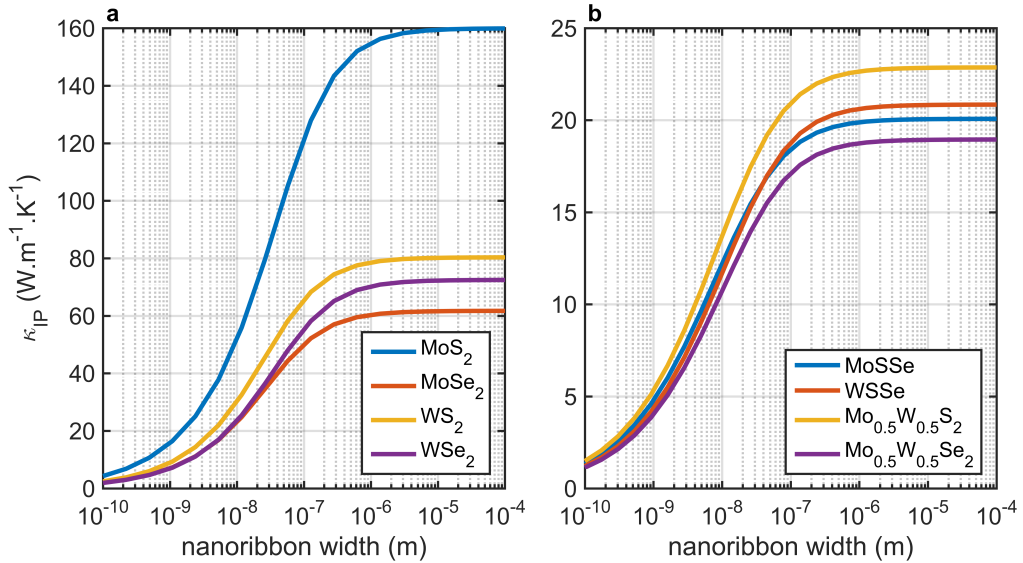 a
κIP (W.m-1.K-1)
160
140
120
100
80
60
40
20
0
MoS2
MoSe2
WS2
WSe2
10-10 10-9 10-8 10-7 10-6 10-5 10-4
nanoribbon width (m)
b
25
20
15
10
5
0
MoSSe
WSSe
Mo0.5W0.5S2
Mo0.5W0.5Se2
10-10 10-9 10-8 10-7 10-6 10-5 10-4
nanoribbon width (m)